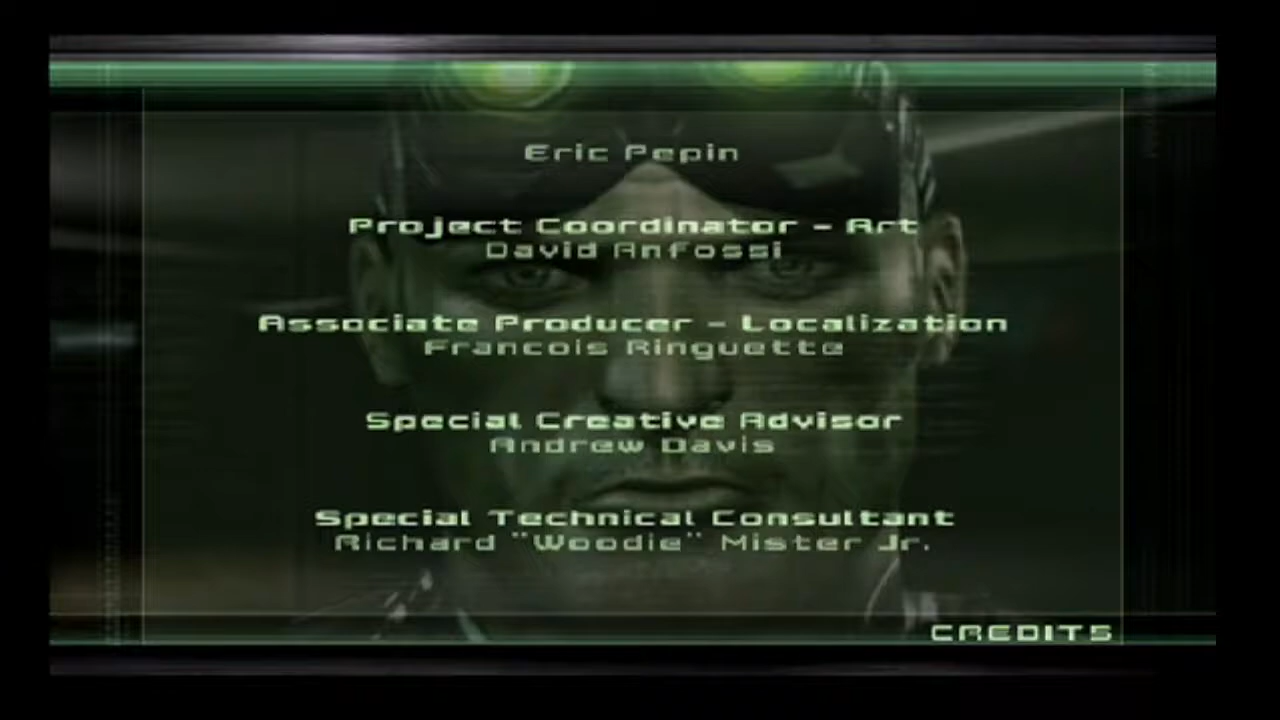 Eric Pepin
Project Coordinator - Art
David Anfossi
Associate Producer - Localization
Francois Ringuette
Special Creative Advisor
Andrew Davis
Special Technical Consultant
Richard "Woodie" Mister Jr.
CREDITS